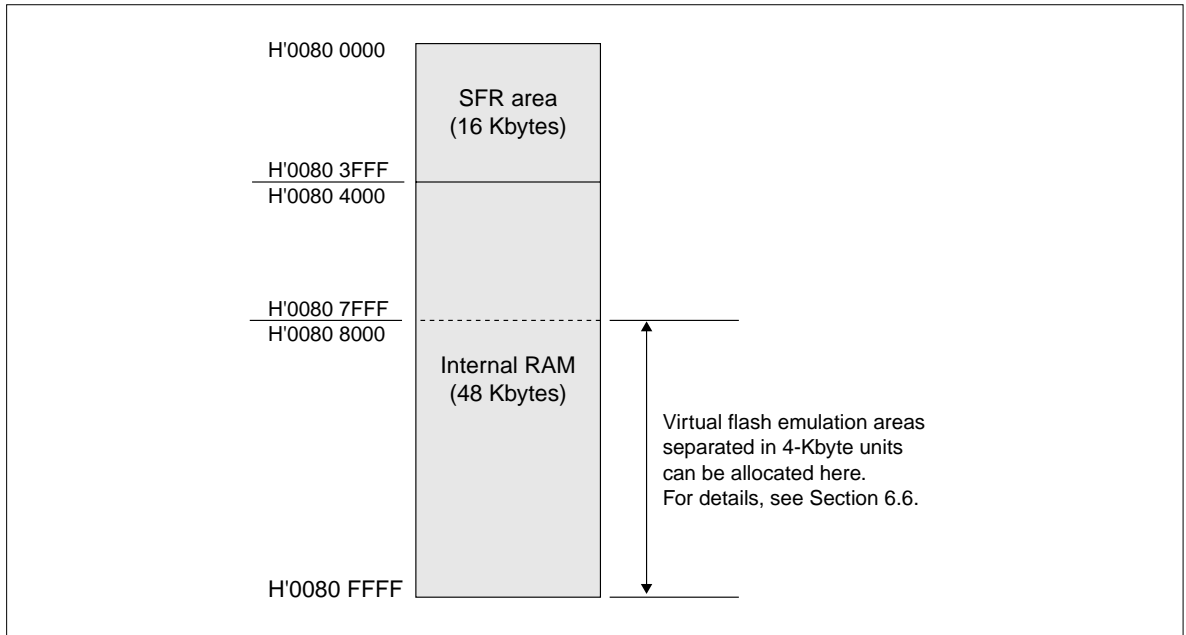 H'0080 0000
SFR area
(16 Kbytes)
H'0080 3FFF
H'0080 4000
H'0080 7FFF
H'0080 8000
Internal RAM
(48 Kbytes)
Virtual flash emulation areas
separated in 4-Kbyte units
can be allocated here.
For details, see Section 6.6.
H'0080 FFFF